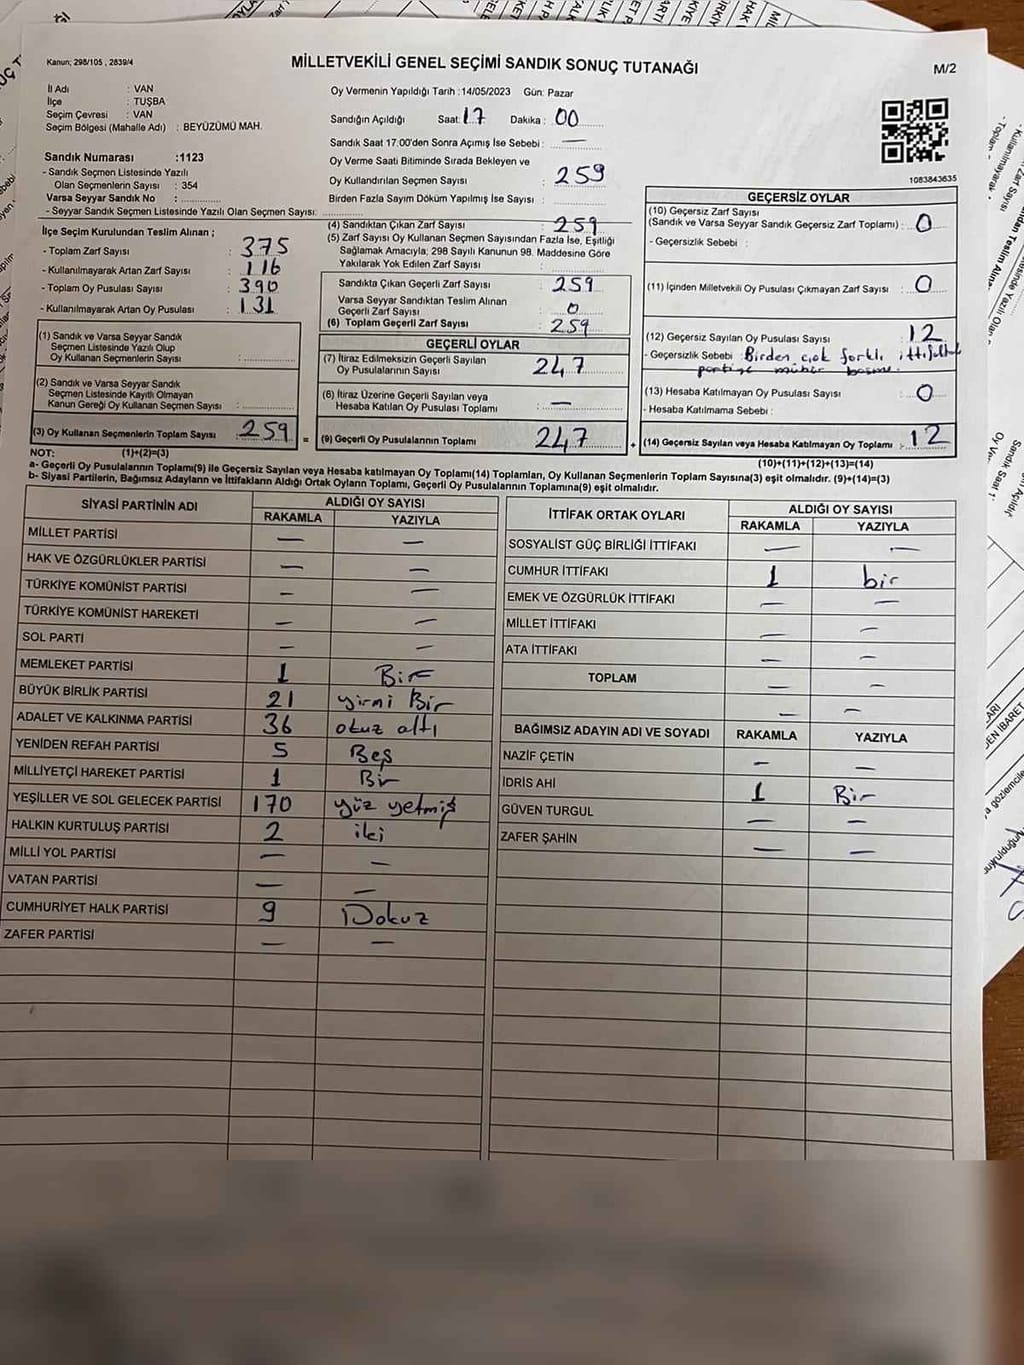 Kanun; 298/105 , 2839/4
MİLLETVEKİLİ GENEL SEÇİMİ SANDIK SONUÇ TUTANAĞI
M/2
İl Adı : VAN
İlçe : TUŞBA
Seçim Çevresi : VAN
Seçim Bölgesi (Mahalle Adı) : BEYÜZÜMÜ MAH.
Sandık Numarası :1123
- Sandık Seçmen Listesinde Yazılı
Olan Seçmenlerin Sayısı : 354
Varsa Seyyar Sandık No :
- Seyyar Sandık Seçmen Listesinde Yazılı Olan Seçmen Sayısı:
Oy Vermenin Yapıldığı Tarih :14/05/2023 Gün: Pazar
Sandığın Açıldığı Saat: 17 Dakika : 00
Sandık Saat 17:00'den Sonra Açımış İse Sebebi : —
Oy Verme Saati Bitiminde Sırada Bekleyen ve
Oy Kullandırılan Seçmen Sayısı : 259
Birden Fazla Sayım Döküm Yapılmış İse Sayısı :
1083843635
İlçe Seçim Kurulundan Teslim Alınan ;
- Toplam Zarf Sayısı : 375
- Kullanılmayarak Artan Zarf Sayısı : 116
- Toplam Oy Pusulası Sayısı : 390
- Kullanılmayarak Artan Oy Pusulası : 131
(1) Sandık ve Varsa Seyyar Sandık
Seçmen Listesinde Yazılı Olup
Oy Kullanan Seçmenlerin Sayısı :
(2) Sandık ve Varsa Seyyar Sandık
Seçmen Listesinde Kayıtlı Olmayan
Kanun Gereği Oy Kullanan Seçmen Sayısı :
(3) Oy Kullanan Seçmenlerin Toplam Sayısı : 259 =
(4) Sandıktan Çıkan Zarf Sayısı : 259
(5) Zarf Sayısı Oy Kullanan Seçmen Sayısından Fazla İse, Eşitliği
Sağlamak Amacıyla; 298 Sayılı Kanunun 98. Maddesine Göre
Yakılarak Yok Edilen Zarf Sayısı :
Sandıkta Çıkan Geçerli Zarf Sayısı : 259
Varsa Seyyar Sandıktan Teslim Alınan
Geçerli Zarf Sayısı : 0
(6) Toplam Geçerli Zarf Sayısı : 259
GEÇERLİ OYLAR
(7) İtiraz Edilmeksizin Geçerli Sayılan
Oy Pusulalarının Sayısı : 247
(8) İtiraz Üzerine Geçerli Sayılan veya
Hesaba Katılan Oy Pusulası Toplamı : —
(9) Geçerli Oy Pusulalarının Toplamı : 247 +
GEÇERSİZ OYLAR
(10) Geçersiz Zarf Sayısı
(Sandık ve Varsa Seyyar Sandık Geçersiz Zarf Toplamı) : 0
- Geçersizlik Sebebi :
(11) İçinden Milletvekili Oy Pusulası Çıkmayan Zarf Sayısı : 0
(12) Geçersiz Sayılan Oy Pusulası Sayısı : 12
- Geçersizlik Sebebi : Birden çok farklı ittifakta
partiye mühür basma.
(13) Hesaba Katılmayan Oy Pusulası Sayısı : 0
- Hesaba Katılmama Sebebi :
(14) Geçersiz Sayılan veya Hesaba Katılmayan Oy Toplamı : 12
NOT: (1)+(2)=(3)
(10)+(11)+(12)+(13)=(14)
a- Geçerli Oy Pusulalarının Toplamı(9) ile Geçersiz Sayılan veya Hesaba katılmayan Oy Toplamı(14) Toplamları, Oy Kullanan Seçmenlerin Toplam Sayısına(3) eşit olmalıdır. (9)+(14)=(3)
b- Siyasi Partilerin, Bağımsız Adayların ve İttifakların Aldığı Ortak Oyların Toplamı, Geçerli Oy Pusulalarının Toplamına(9) eşit olmalıdır.
SİYASİ PARTİNİN ADI ALDIĞI OY SAYISI
RAKAMLA YAZIYLA
MİLLET PARTİSİ — —
HAK VE ÖZGÜRLÜKLER PARTİSİ — —
TÜRKİYE KOMÜNİST PARTİSİ — —
TÜRKİYE KOMÜNİST HAREKETİ — —
SOL PARTİ — —
MEMLEKET PARTİSİ 1 Bir
BÜYÜK BİRLİK PARTİSİ 21 yirmi Bir
ADALET VE KALKINMA PARTİSİ 36 otuz altı
YENİDEN REFAH PARTİSİ 5 Beş
MİLLİYETÇİ HAREKET PARTİSİ 1 Bir
YEŞİLLER VE SOL GELECEK PARTİSİ 170 yüz yetmiş
HALKIN KURTULUŞ PARTİSİ 2 iki
MİLLİ YOL PARTİSİ — —
VATAN PARTİSİ — —
CUMHURİYET HALK PARTİSİ 9 Dokuz
ZAFER PARTİSİ — —
İTTİFAK ORTAK OYLARI ALDIĞI OY SAYISI
RAKAMLA YAZIYLA
SOSYALİST GÜÇ BİRLİĞİ İTTİFAKI — —
CUMHUR İTTİFAKI 1 bir
EMEK VE ÖZGÜRLÜK İTTİFAKI — —
MİLLET İTTİFAKI — —
ATA İTTİFAKI — —
TOPLAM — —
— —
BAĞIMSIZ ADAYIN ADI VE SOYADI RAKAMLA YAZIYLA
NAZİF ÇETİN — —
İDRİS AHİ 1 Bir
GÜVEN TURGUL — —
ZAFER ŞAHİN — —